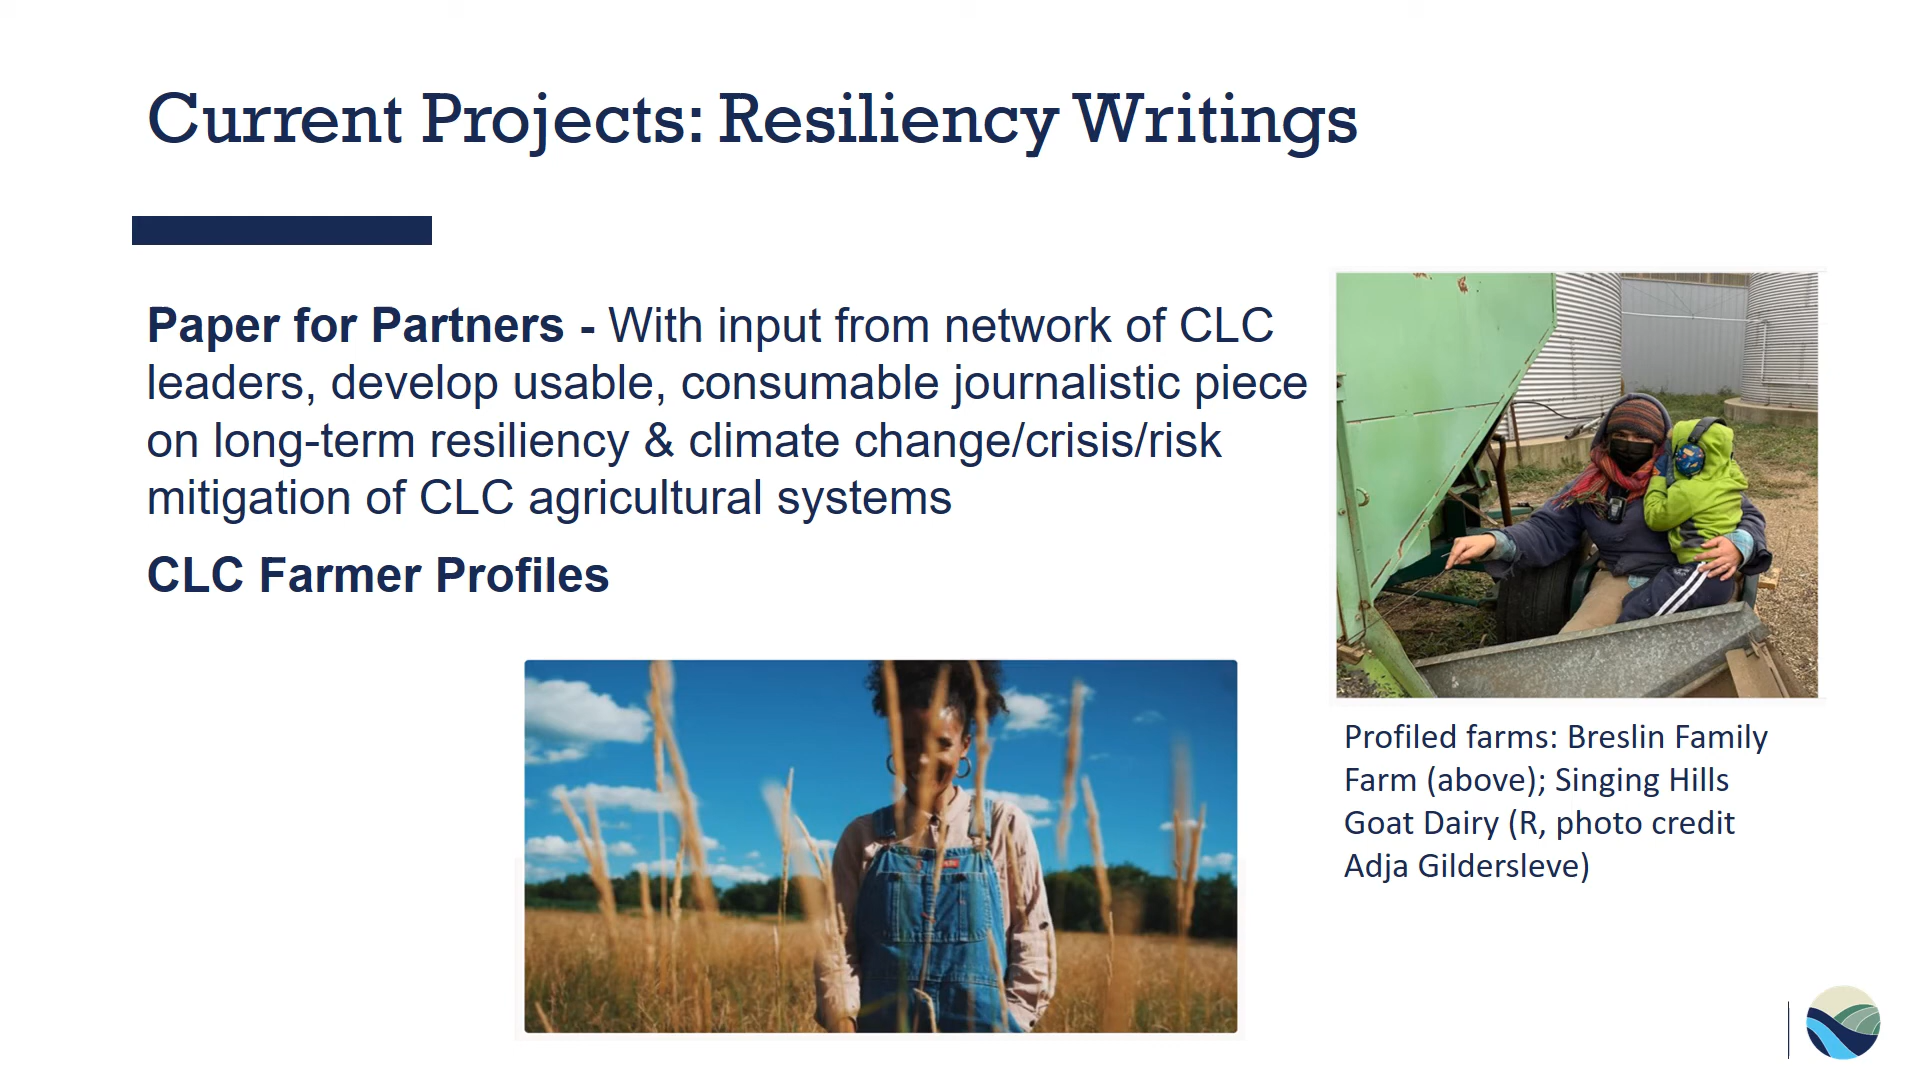 Current Projects: Resiliency Writings
Paper for Partners - With input from network of CLC
leaders, develop usable, consumable journalistic piece
on long-term resiliency & climate change/crisis/risk
mitigation of CLC agricultural systems
CLC Farmer Profiles
Profiled farms: Breslin Family
Farm (above); Singing Hills
Goat Dairy (R, photo credit
Adja Gildersleve)